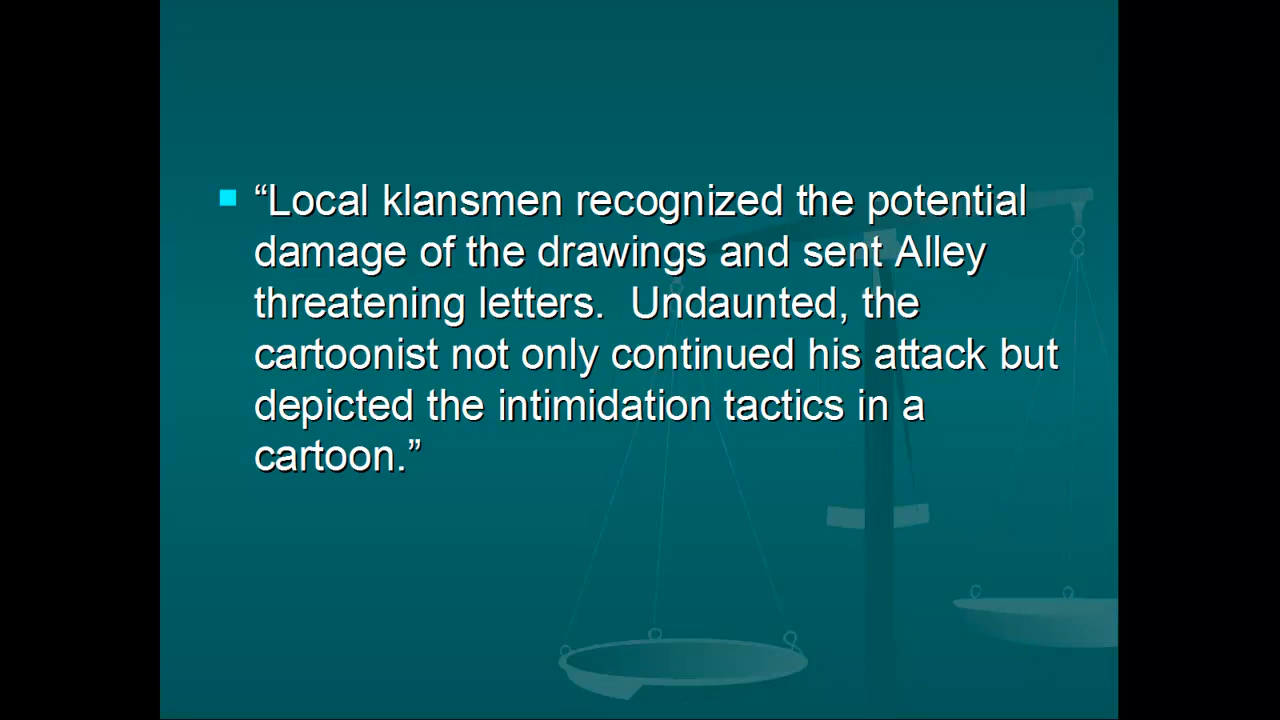 “Local klansmen recognized the potential
damage of the drawings and sent Alley
threatening letters.  Undaunted, the
cartoonist not only continued his attack but
depicted the intimidation tactics in a
cartoon.”